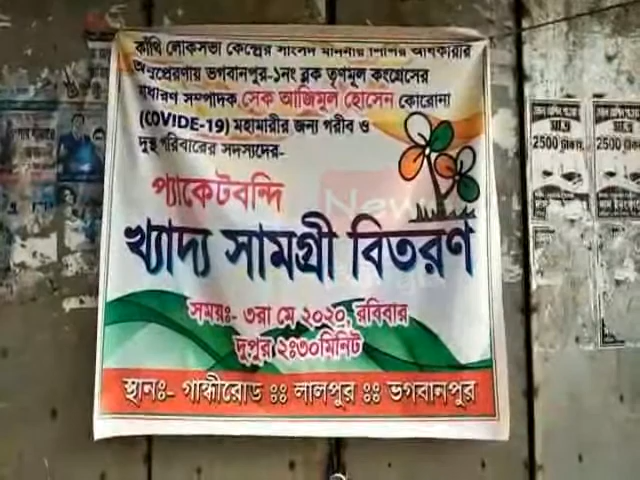 কাঁথি লোকসভা কেন্দ্রের সাংসদ মাননীয় শিশির অধিকারীর
অনুপ্রেরণায় ভগবানপুর-১নং ব্লক তৃণমূল কংগ্রেসের
সাধারণ সম্পাদক সেক আজিমুল হোসেন কোরোনা
(COVIDE-19) মহামারীর জন্য গরীব ও
দুঃস্থ পরিবারের সদস্যদের-
প্যাকেটবন্দি
খাদ্য সামগ্রী বিতরণ
সময়ঃ- ৩রা মে ২০২০, রবিবার
দুপুর ২ঃ৩০মিনিট
স্থানঃ- গান্ধীরোড ঃঃ লালপুর ঃঃ ভগবানপুর
2500
2500